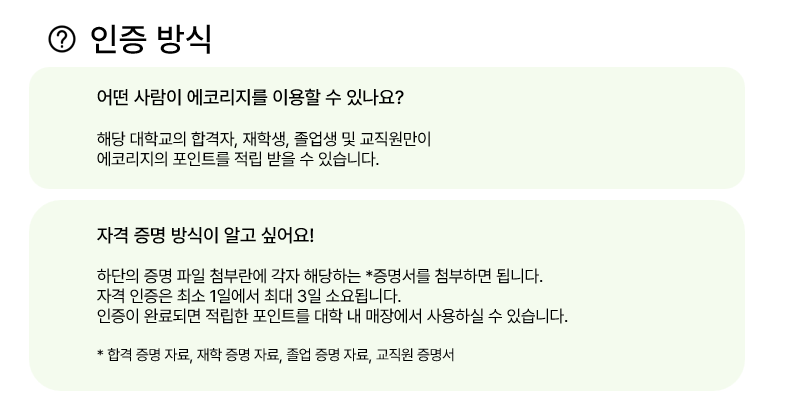 인증 방식
어떤 사람이 에코리지를 이용할 수 있나요?
해당 대학교의 합격자, 재학생, 졸업생 및 교직원만이
에코리지의 포인트를 적립 받을 수 있습니다.
자격 증명 방식이 알고 싶어요!
하단의 증명 파일 첨부란에 각자 해당하는 *증명서를 첨부하면 됩니다.
자격 인증은 최소 1일에서 최대 3일 소요됩니다.
인증이 완료되면 적립한 포인트를 대학 내 매장에서 사용하실 수 있습니다.
* 합격 증명 자료, 재학 증명 자료, 졸업 증명 자료, 교직원 증명서